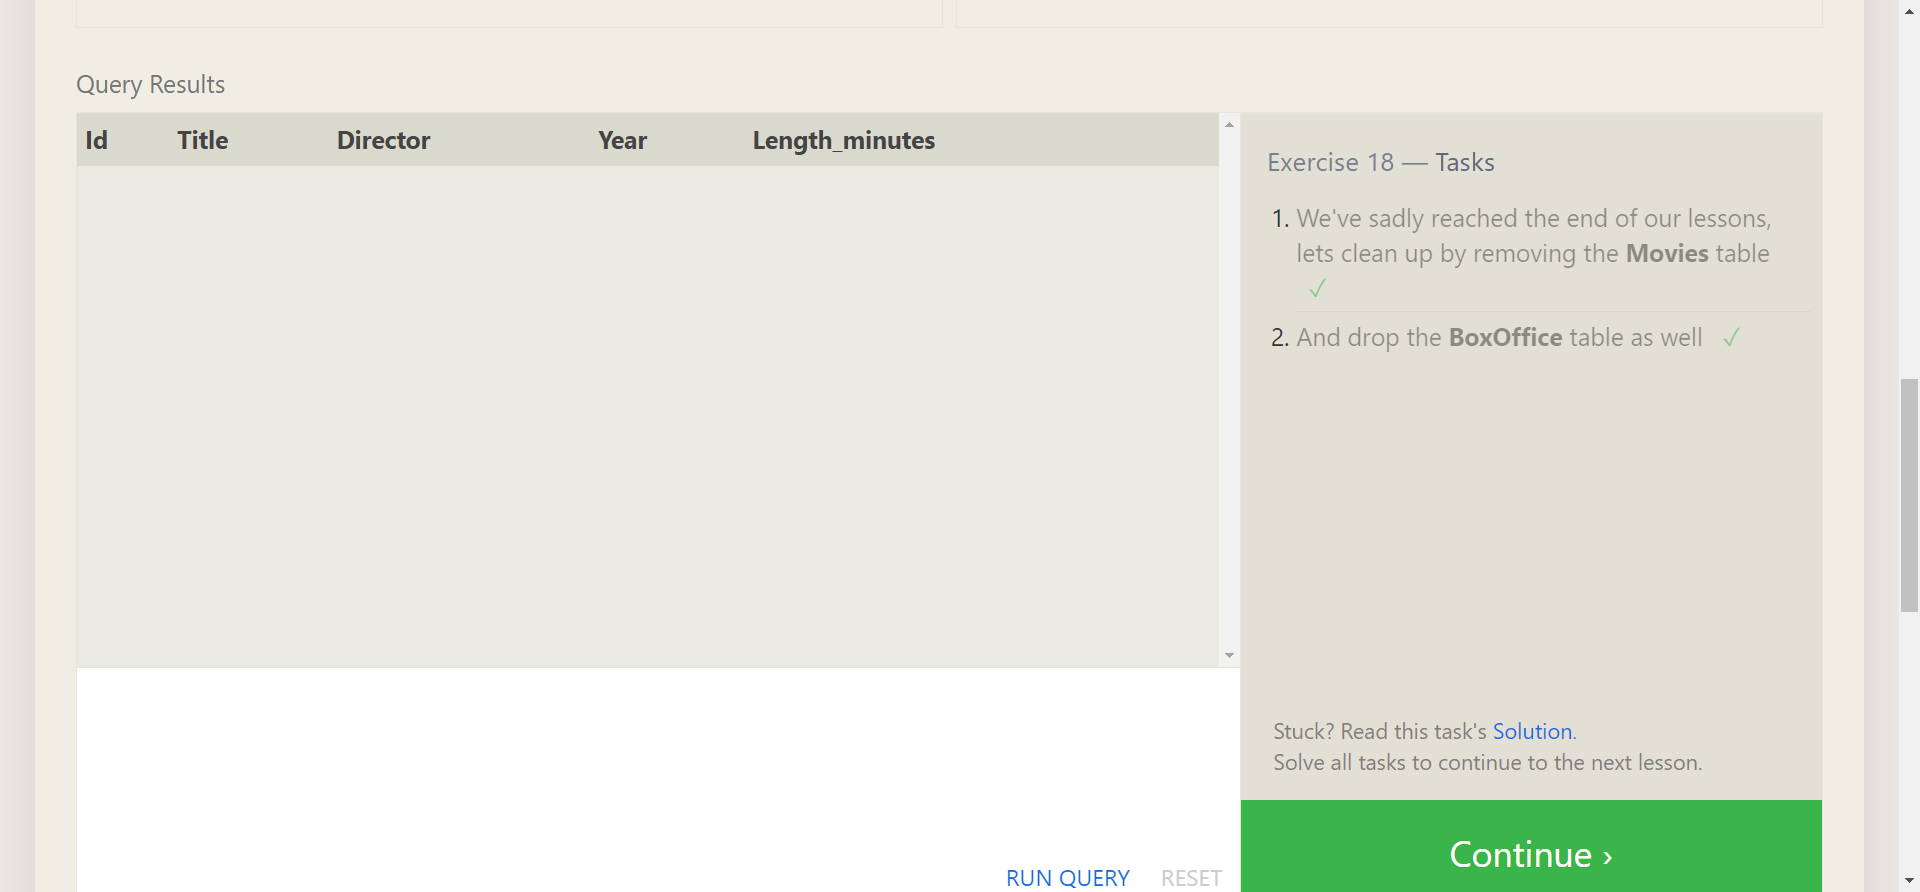 Query Results
Id Title Director Year Length_minutes
Exercise 18 — Tasks
1. We've sadly reached the end of our lessons,
lets clean up by removing the Movies table
✓
2. And drop the BoxOffice table as well ✓
Stuck? Read this task's Solution.
Solve all tasks to continue to the next lesson.
Continue ›
RUN QUERY RESET